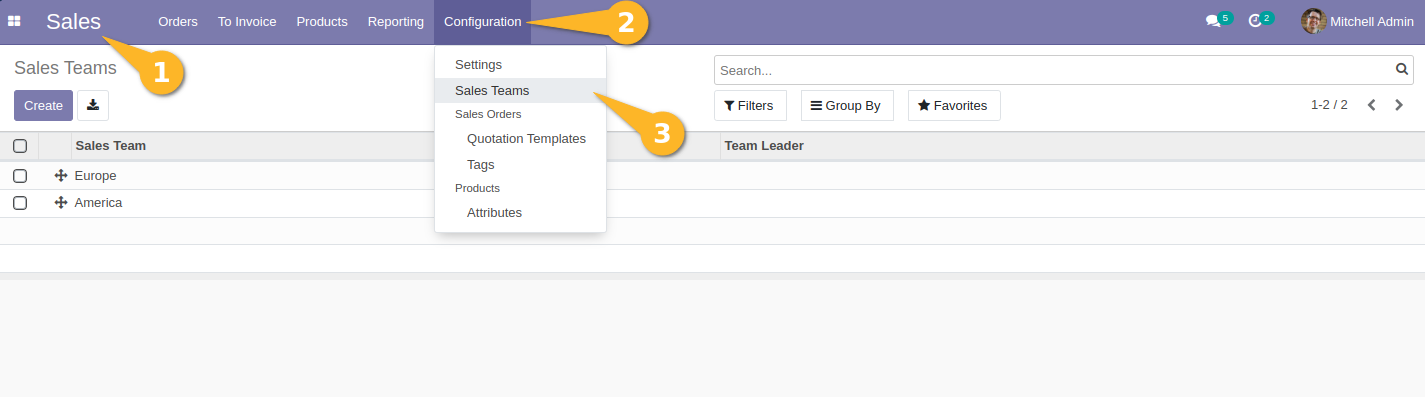 Sales Orders To Invoice Products Reporting Configuration 2 5 2 Mitchell Admin
1
Sales Teams
Settings
Search...
Create
Sales Teams
Filters Group By Favorites 1-2 / 2
Sales Orders
3
Quotation Templates
Tags
Products
Attributes
Sales Team Team Leader
Europe
America